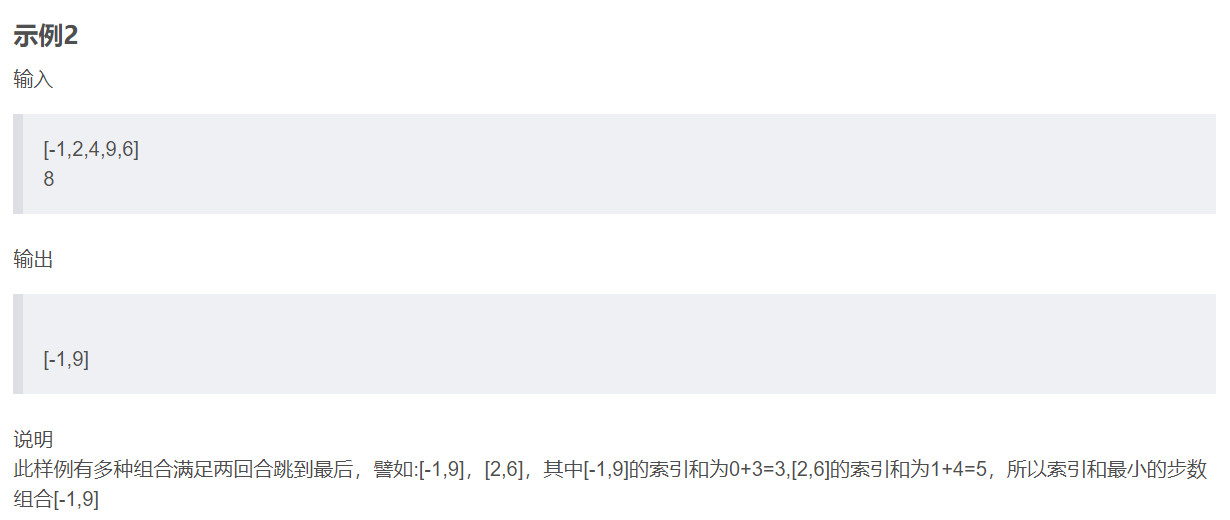 示例2
输入
[-1,2,4,9,6]
8
输出
[-1,9]
说明
此样例有多种组合满足两回合跳到最后，譬如:[-1,9]，[2,6]，其中[-1,9]的索引和为0+3=3,[2,6]的索引和为1+4=5，所以索引和最小的步数
组合[-1,9]